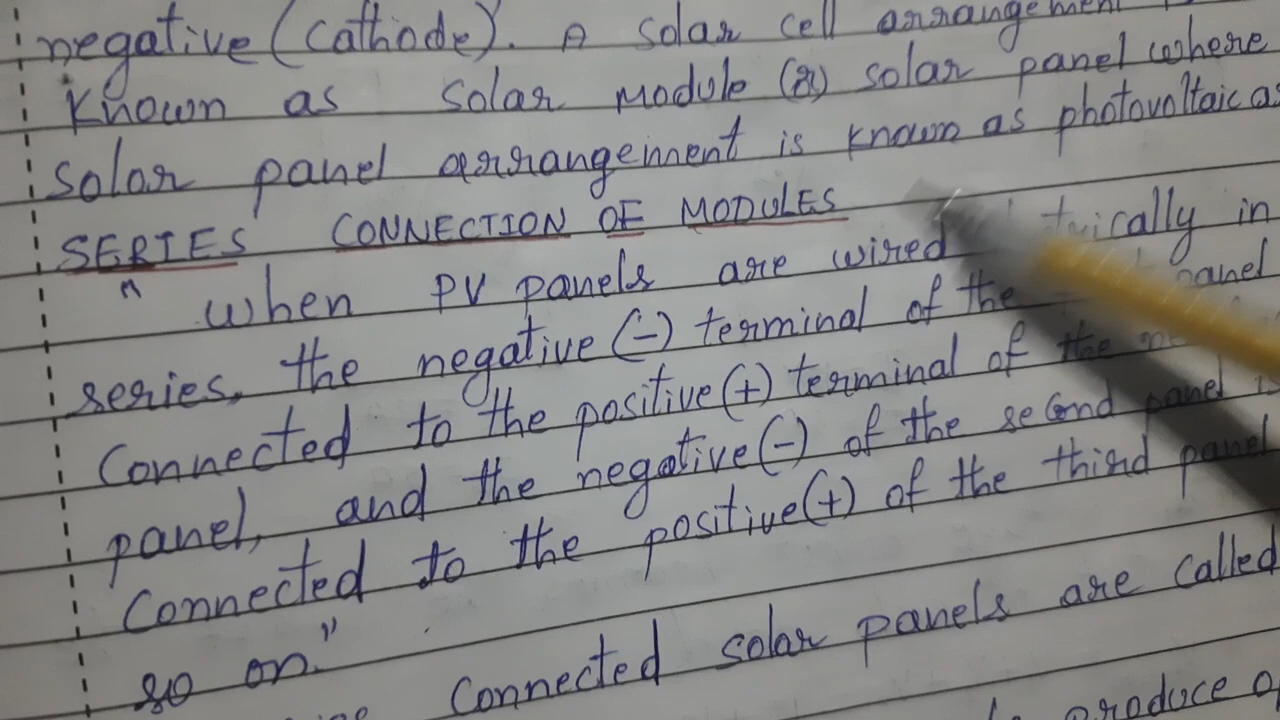 negative (cathode). A solar cell arrangement
known as solar module (or) solar panel where
solar panel arrangement is known as photovoltaic
SERIES CONNECTION OF MODULES
" when PV panels are wired in
series, the negative (-) terminal of the panel
connected to the positive (+) terminal of the
panel, and the negative (-) of the second panel is
connected to the positive (+) of the third panel
so on."
connected solar panels are called
produce